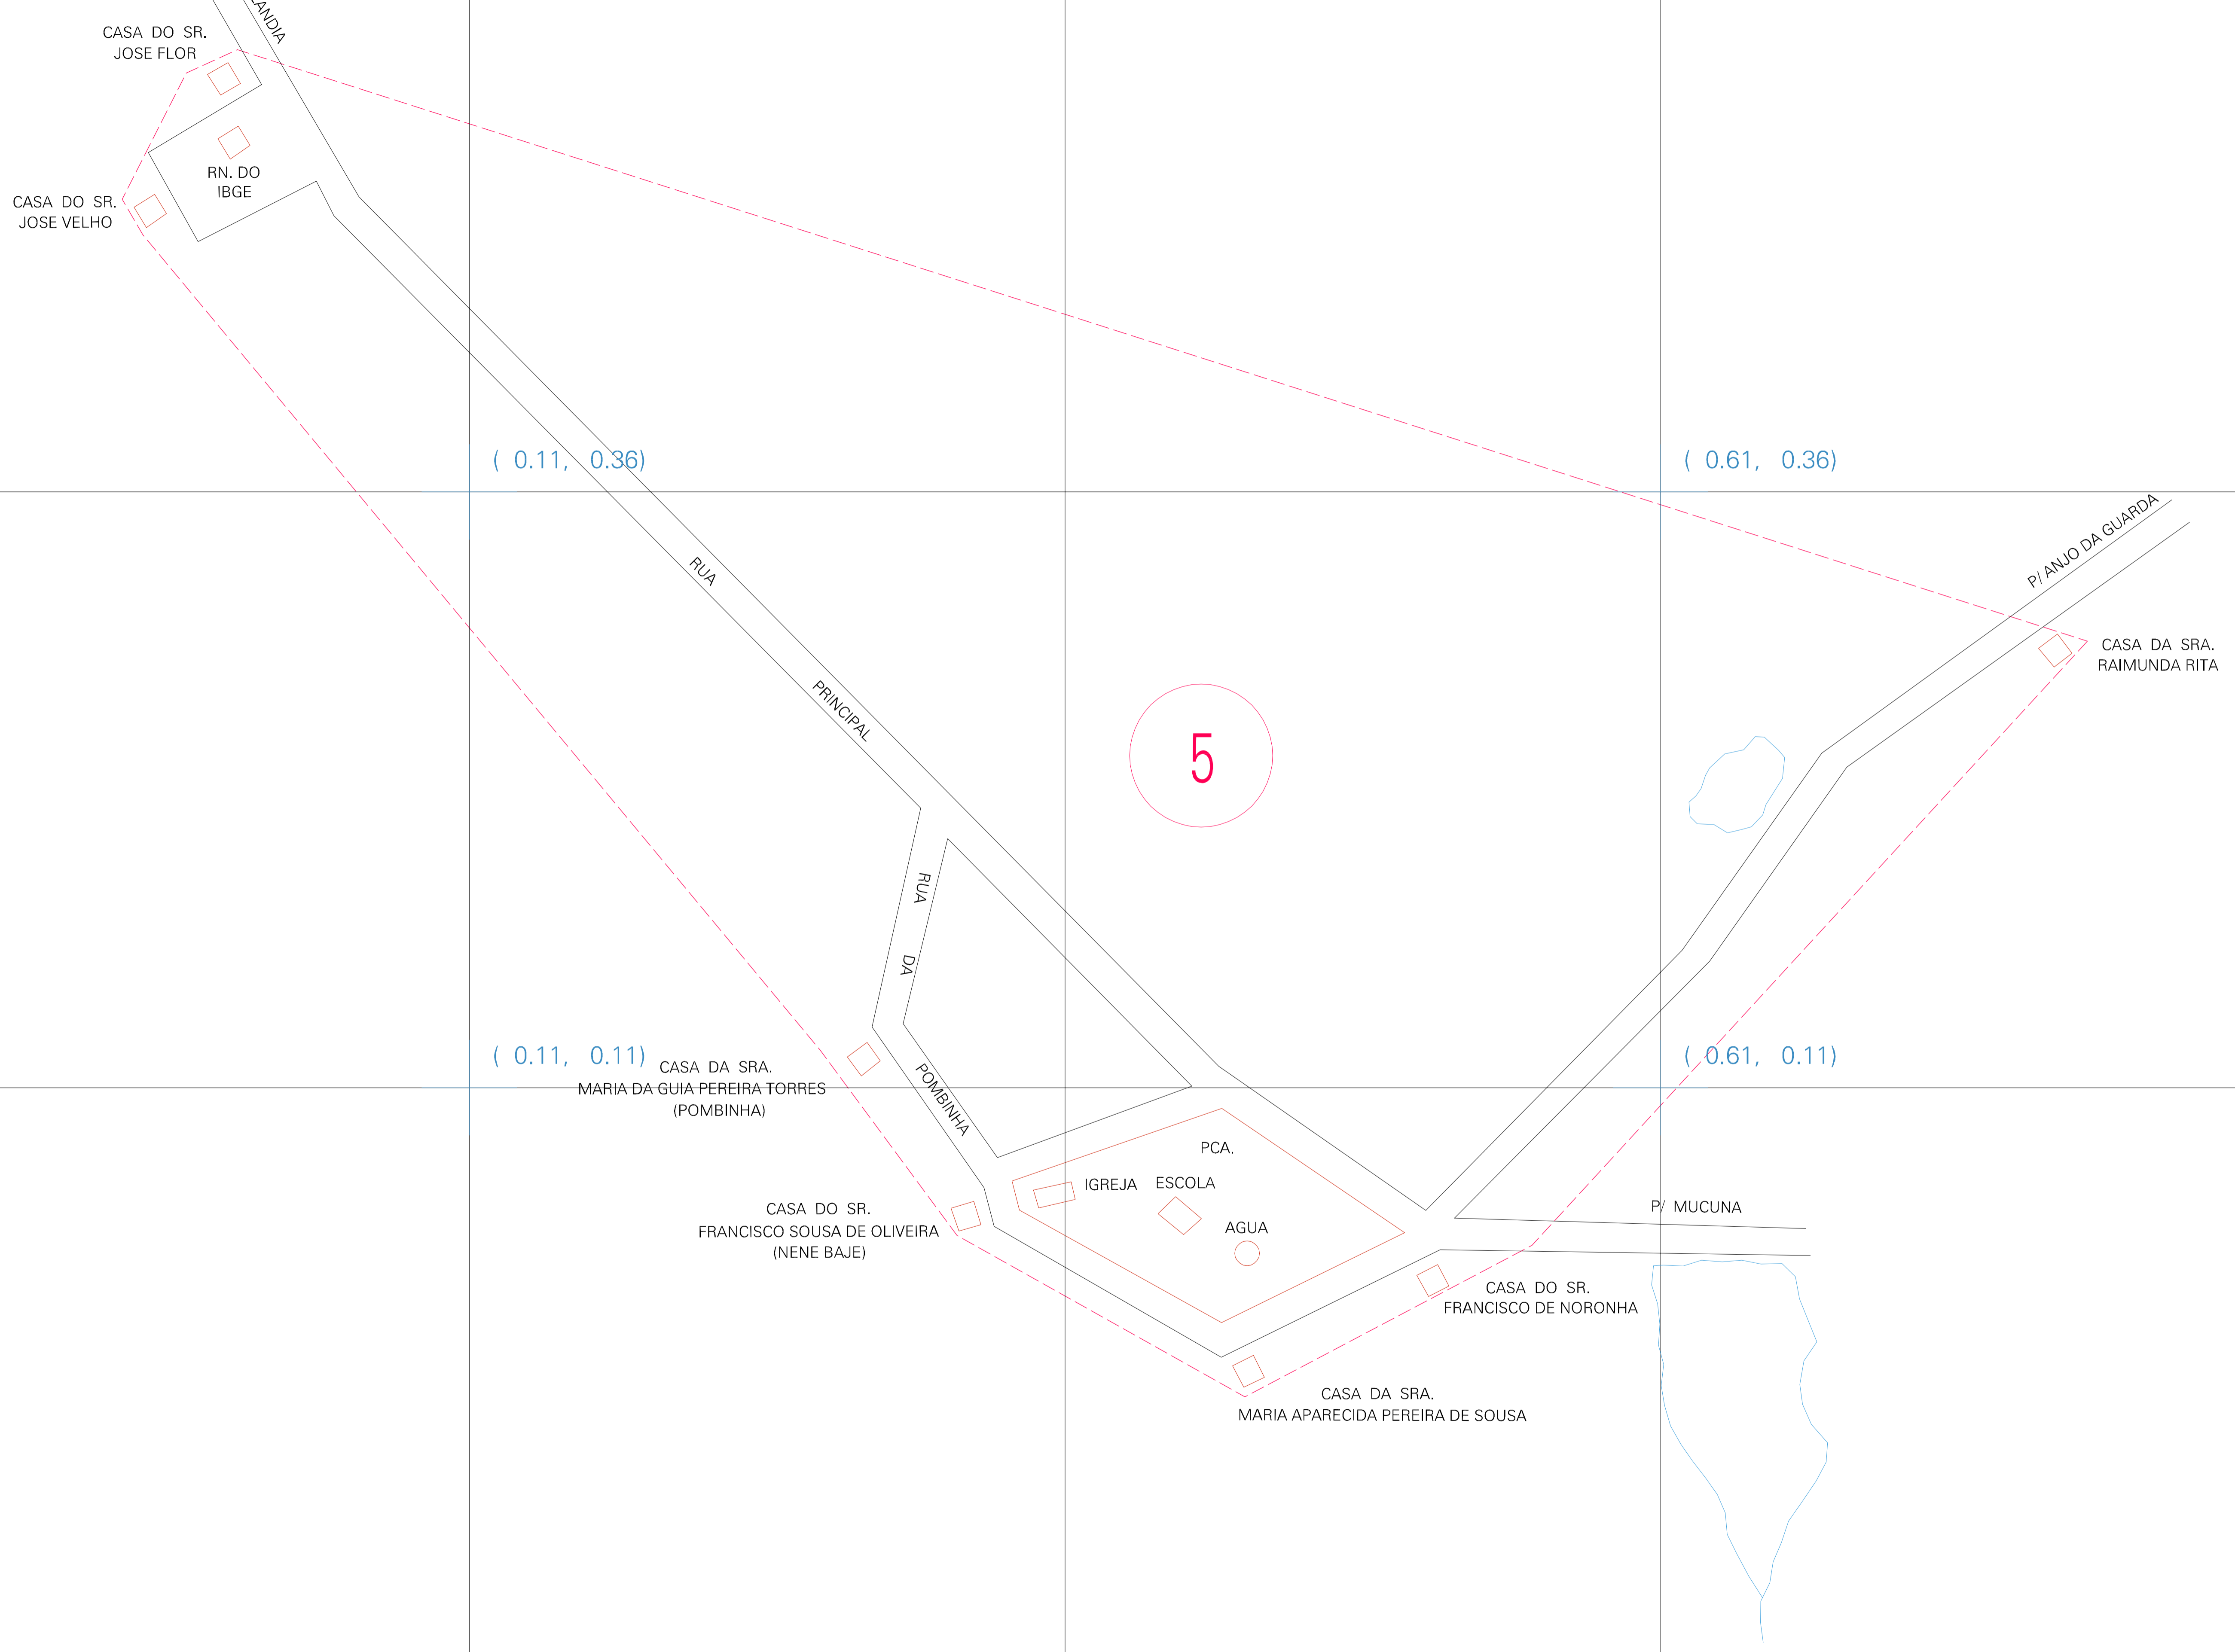 CASA DO SR.
JOSE FLOR
RN. DO
IBGE
CASA DO SR.
JOSE VELHO
( 0.11, 0.36)
( 0.61, 0.36)
P/ ANJO DA GUARDA
RUA
PRINCIPAL
CASA DA SRA.
RAIMUNDA RITA
5
RUA
DA
POMBINHA
( 0.11, 0.11)
( 0.61, 0.11)
CASA DA SRA.
MARIA DA GUIA PEREIRA TORRES
(POMBINHA)
PCA.
IGREJA
ESCOLA
AGUA
CASA DO SR.
FRANCISCO SOUSA DE OLIVEIRA
(NENE BAJE)
P/ MUCUNA
CASA DO SR.
FRANCISCO DE NORONHA
CASA DA SRA.
MARIA APARECIDA PEREIRA DE SOUSA